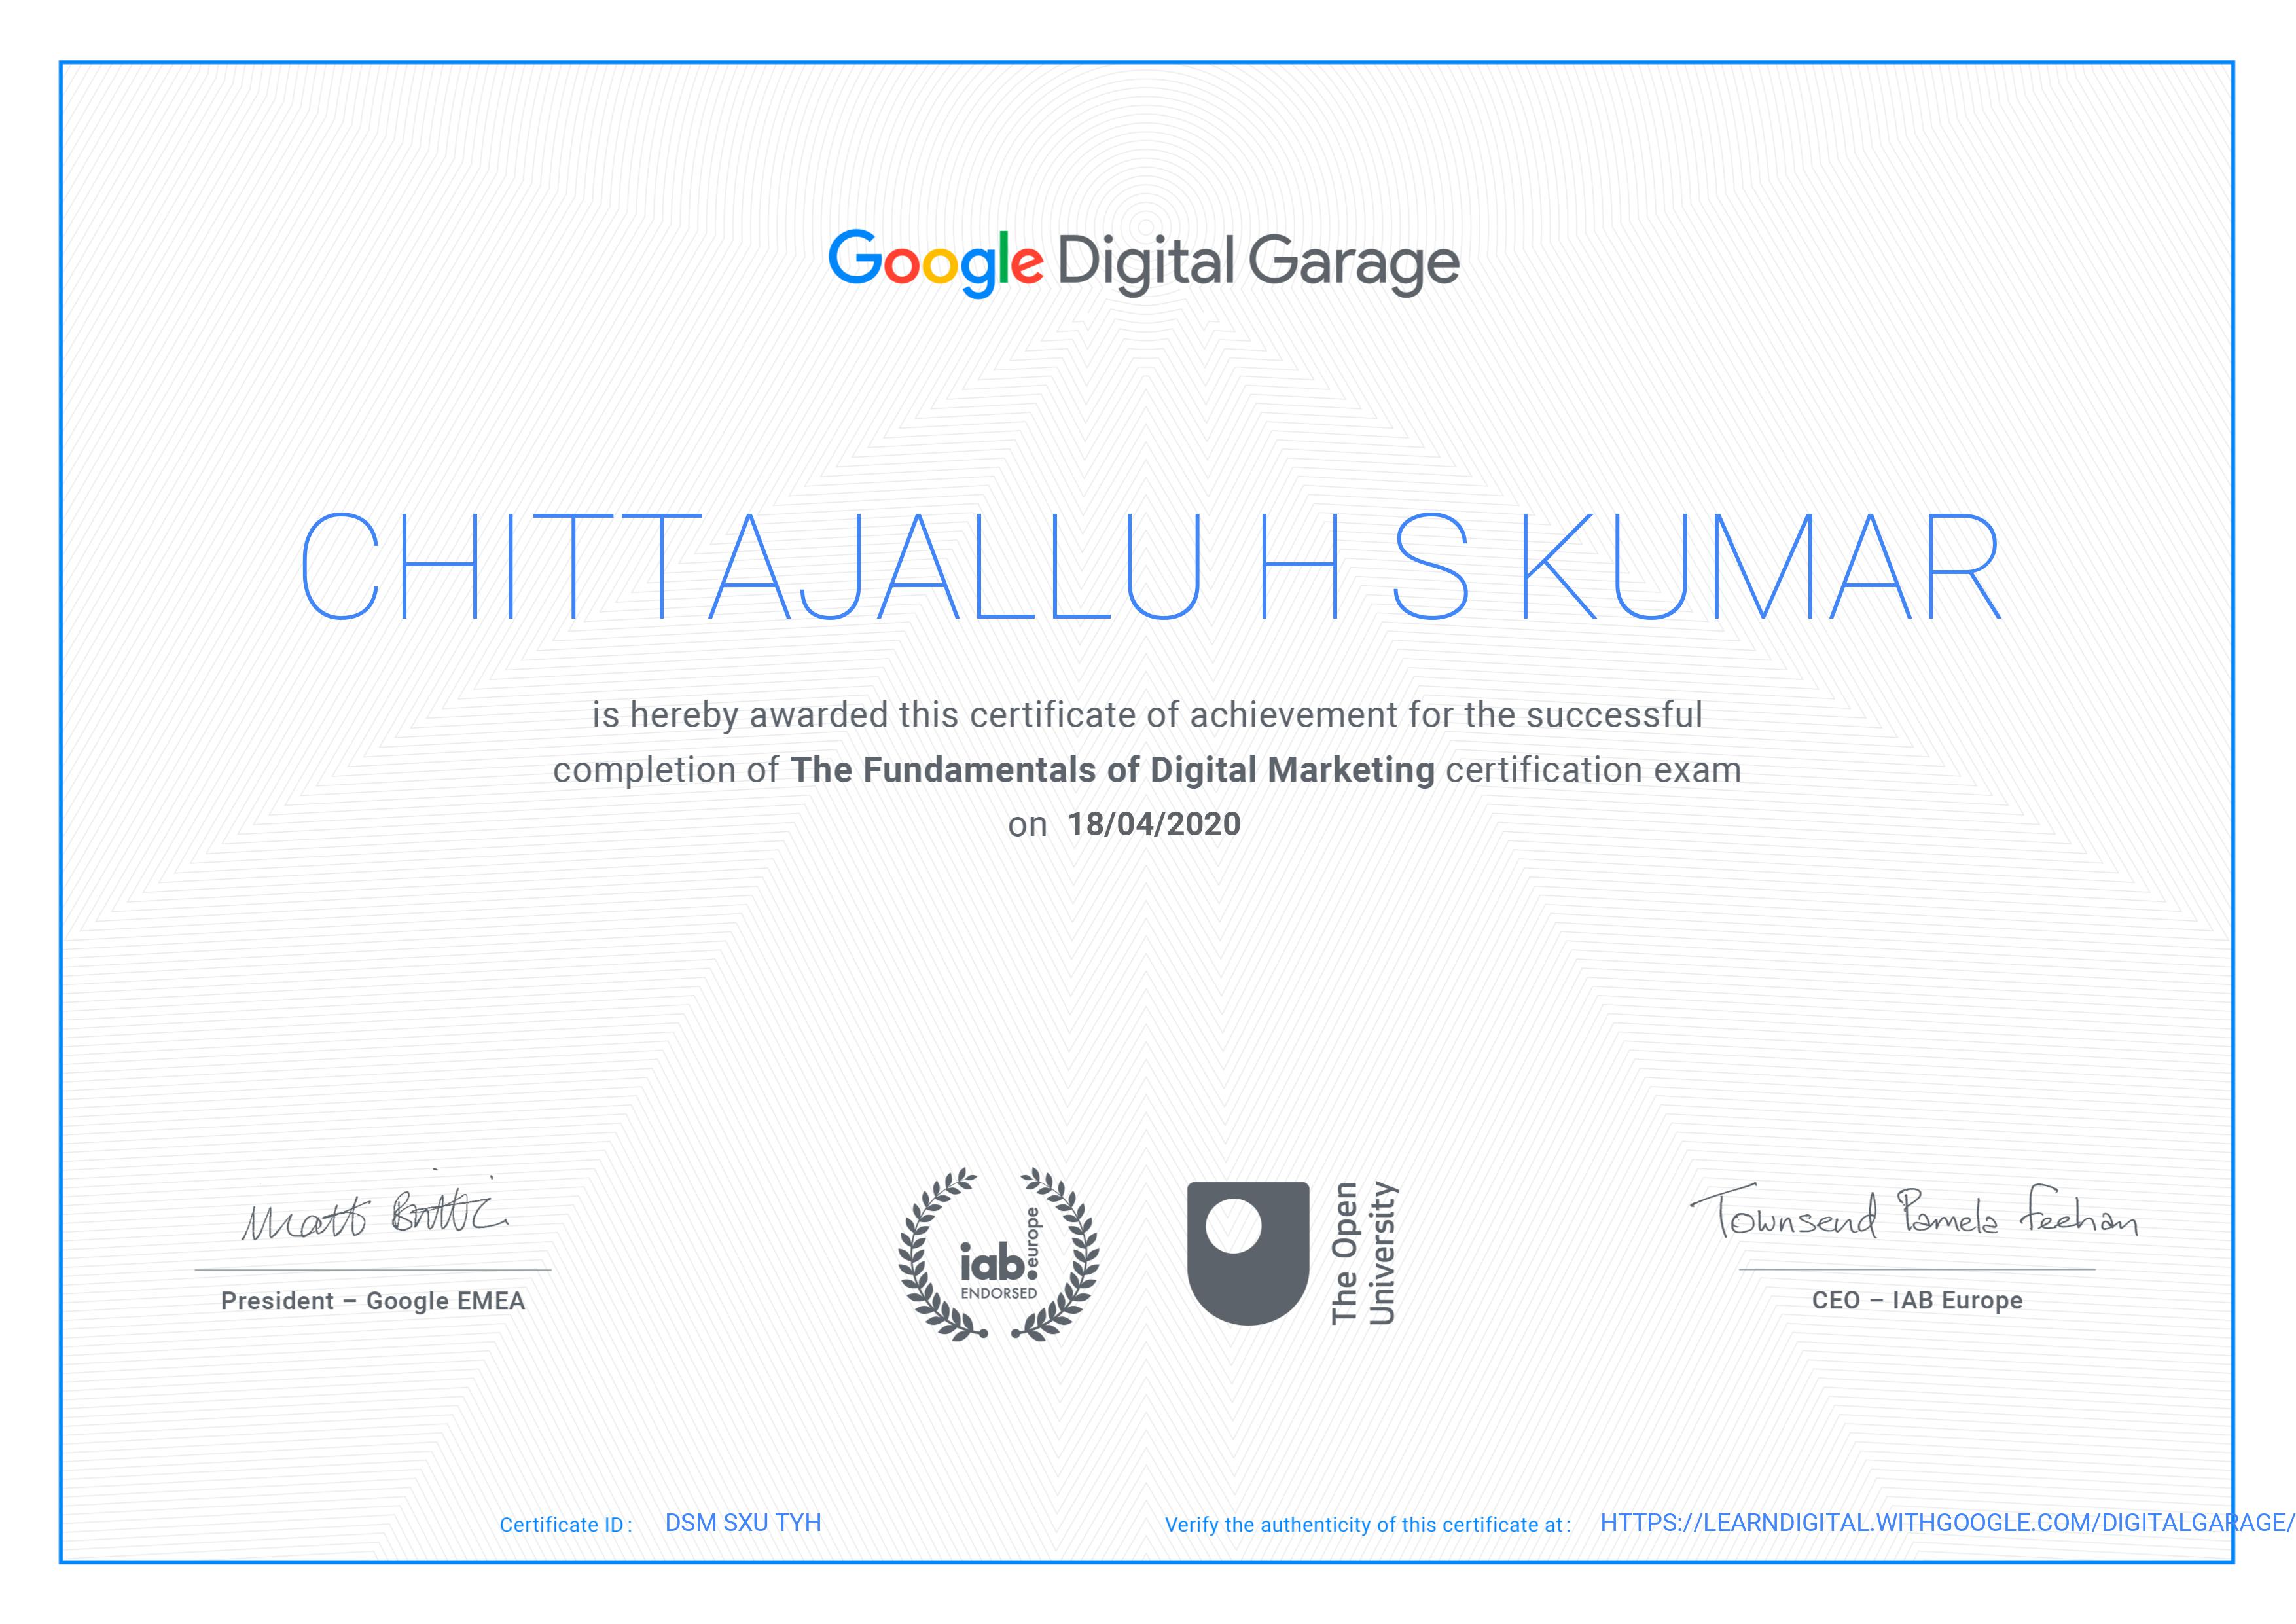 Google Digital Garage
CHITTAJALLU H S KUMAR
is hereby awarded this certificate of achievement for the successful
completion of The Fundamentals of Digital Marketing certification exam
on 18/04/2020
Matt Brittin
President – Google EMEA
iab.europe
ENDORSED
The Open
University
Townsend Pamela Feehan
CEO – IAB Europe
Certificate ID : DSM SXU TYH
Verify the authenticity of this certificate at : HTTPS://LEARNDIGITAL.WITHGOOGLE.COM/DIGITALGARAGE/